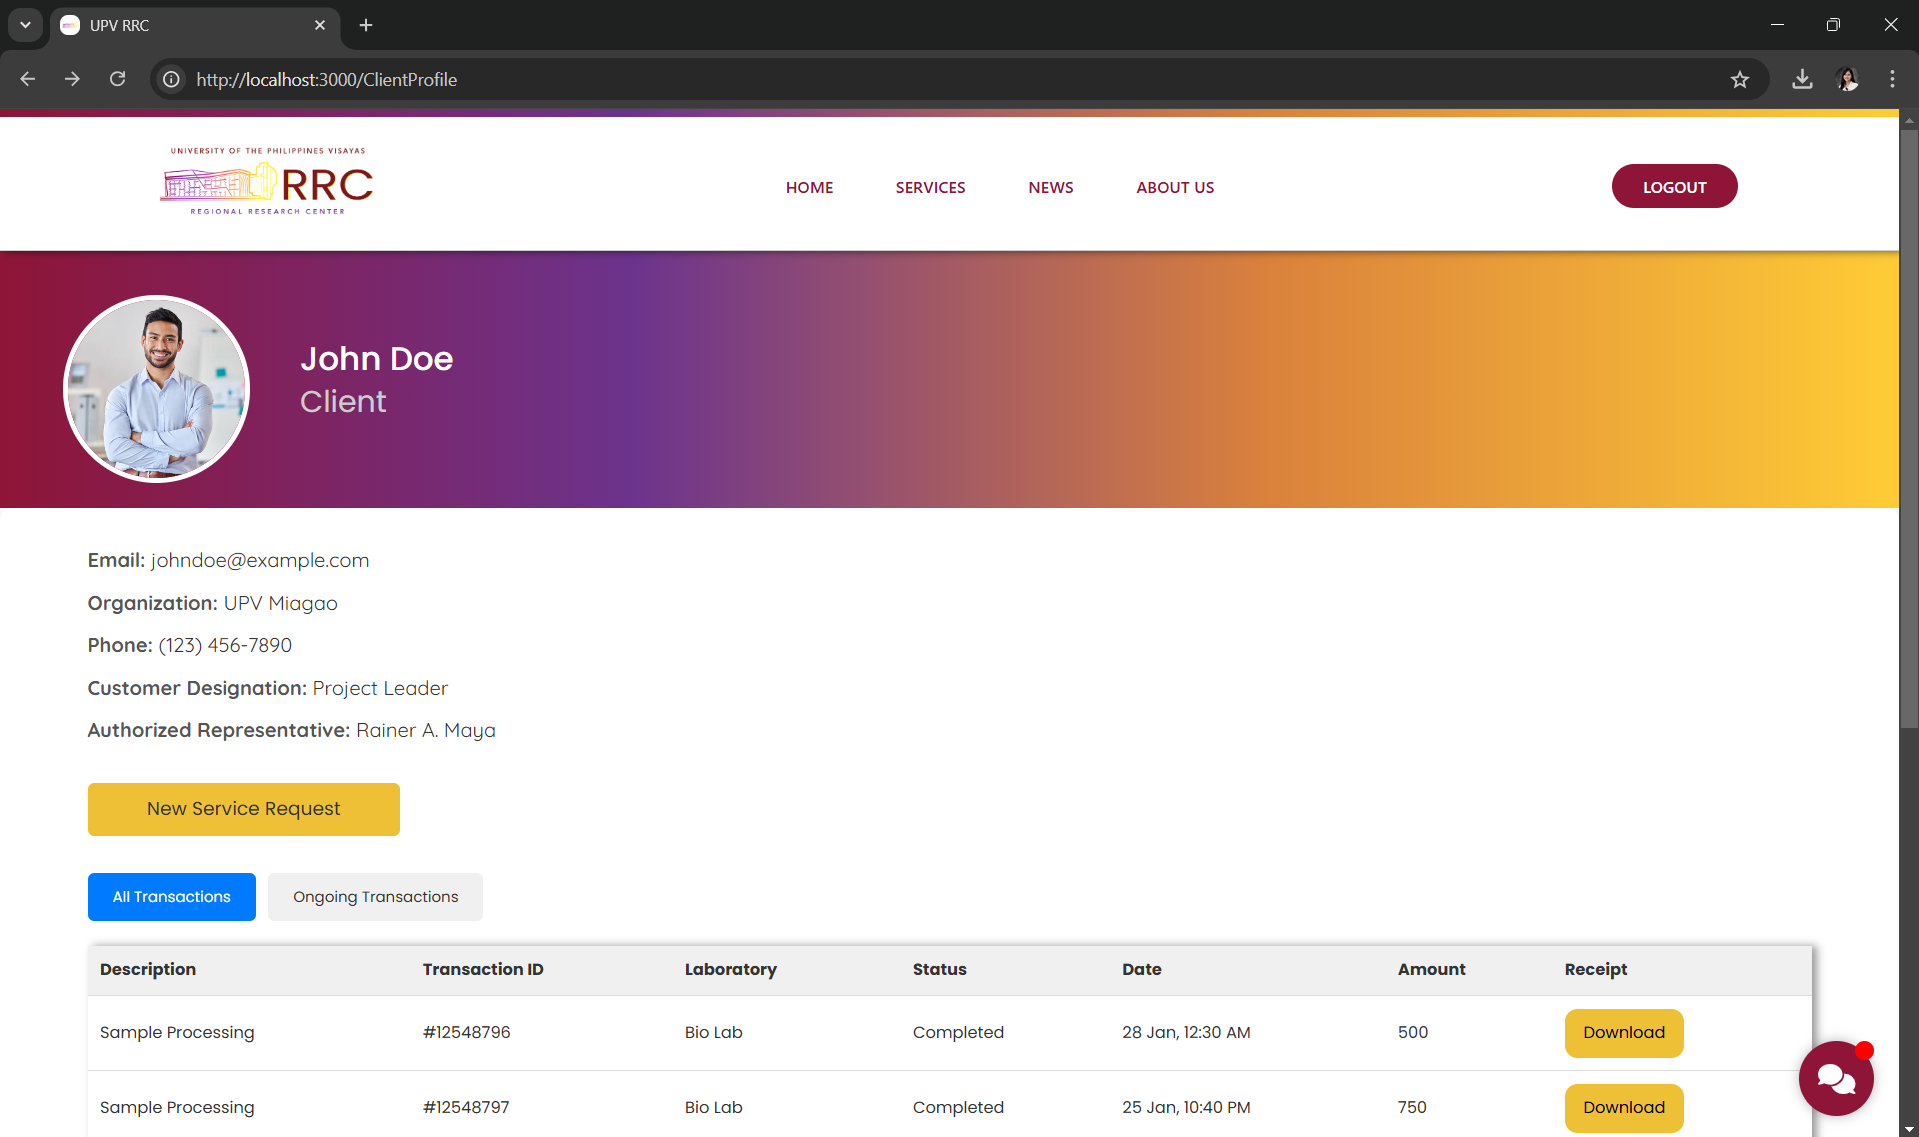 UPV RRC
http://localhost:3000/ClientProfile
UNIVERSITY OF THE PHILIPPINES VISAYAS
RRC
REGIONAL RESEARCH CENTER
HOME SERVICES NEWS ABOUT US LOGOUT
John Doe
Client
Email: johndoe@example.com
Organization: UPV Miagao
Phone: (123) 456-7890
Customer Designation: Project Leader
Authorized Representative: Rainer A. Maya
New Service Request
All Transactions Ongoing Transactions
Description Transaction ID Laboratory Status Date Amount Receipt
Sample Processing #12548796 Bio Lab Completed 28 Jan, 12:30 AM 500 Download
Sample Processing #12548797 Bio Lab Completed 25 Jan, 10:40 PM 750 Download